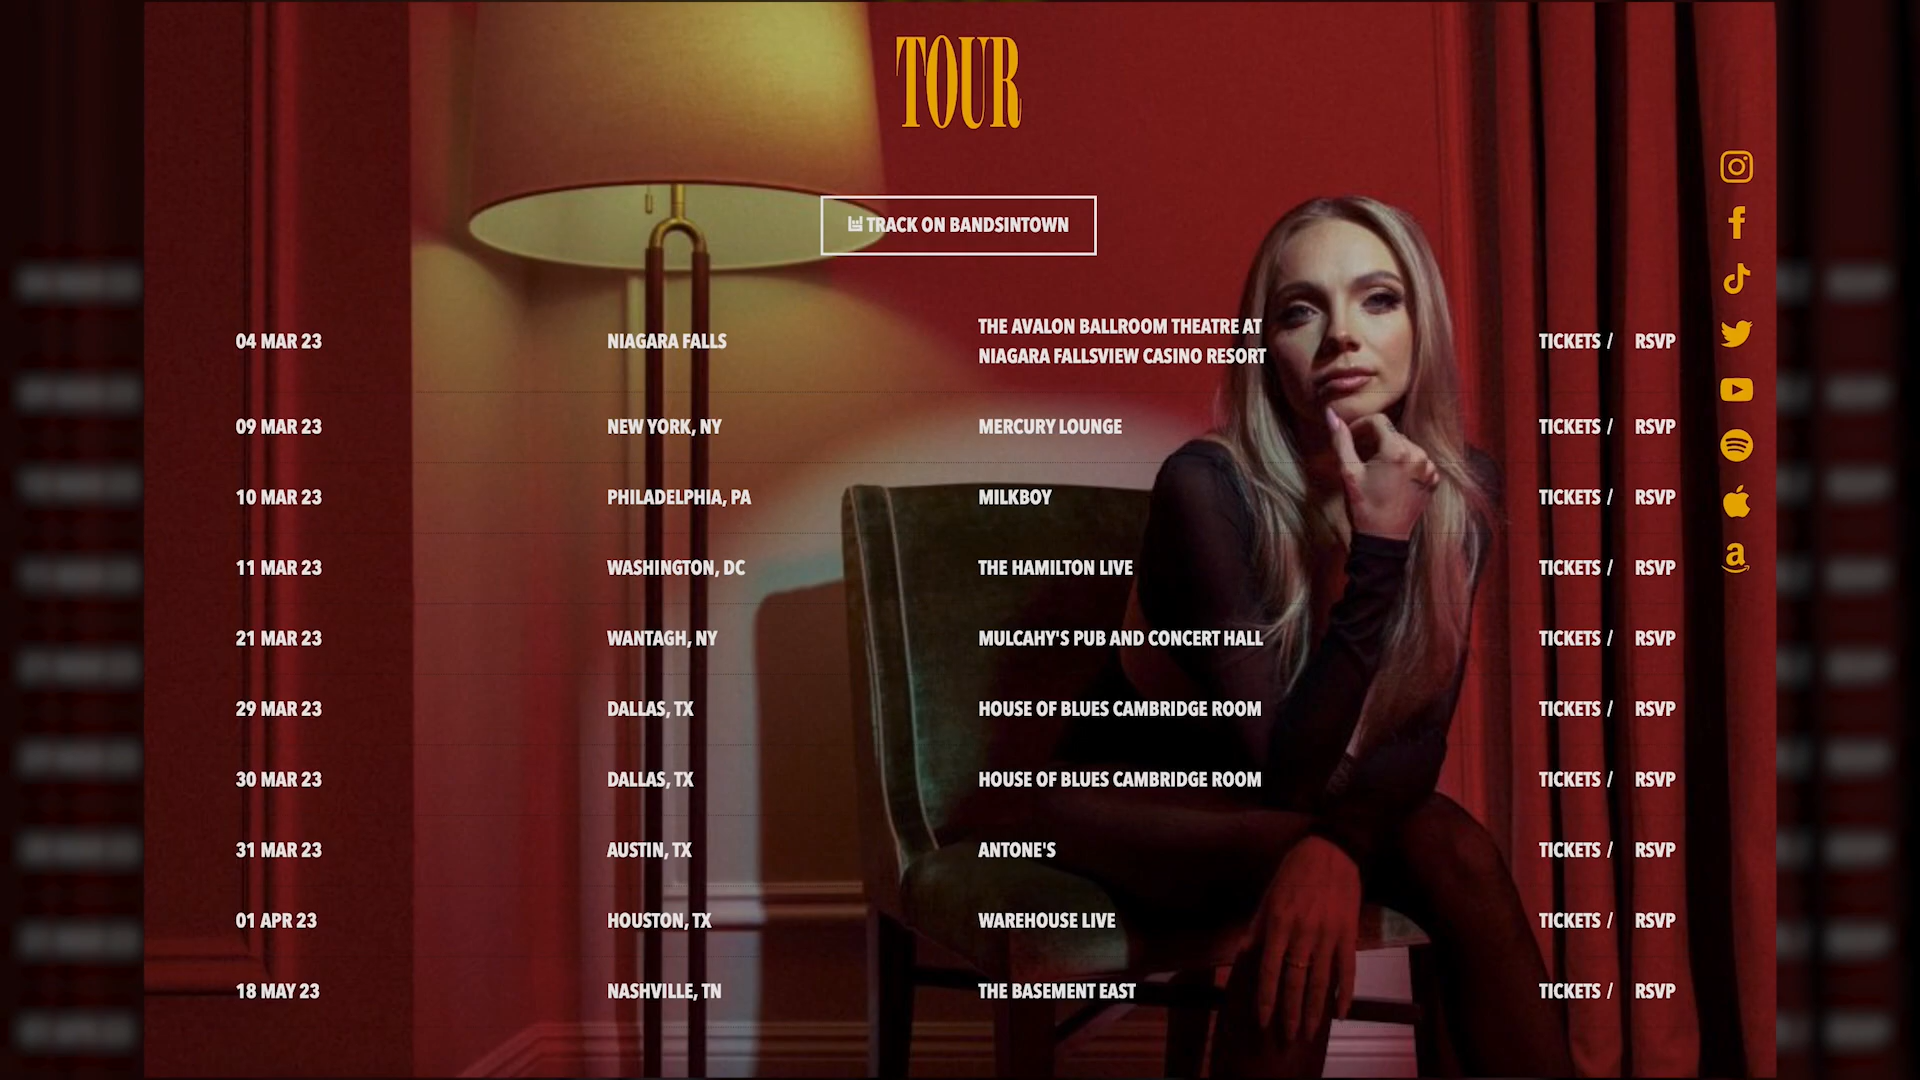 TOUR
TRACK ON BANDSINTOWN
04 MAR 23 NIAGARA FALLS THE AVALON BALLROOM THEATRE AT NIAGARA FALLSVIEW CASINO RESORT TICKETS / RSVP
09 MAR 23 NEW YORK, NY MERCURY LOUNGE TICKETS / RSVP
10 MAR 23 PHILADELPHIA, PA MILKBOY TICKETS / RSVP
11 MAR 23 WASHINGTON, DC THE HAMILTON LIVE TICKETS / RSVP
21 MAR 23 WANTAGH, NY MULCAHY'S PUB AND CONCERT HALL TICKETS / RSVP
29 MAR 23 DALLAS, TX HOUSE OF BLUES CAMBRIDGE ROOM TICKETS / RSVP
30 MAR 23 DALLAS, TX HOUSE OF BLUES CAMBRIDGE ROOM TICKETS / RSVP
31 MAR 23 AUSTIN, TX ANTONE'S TICKETS / RSVP
01 APR 23 HOUSTON, TX WAREHOUSE LIVE TICKETS / RSVP
18 MAY 23 NASHVILLE, TN THE BASEMENT EAST TICKETS / RSVP